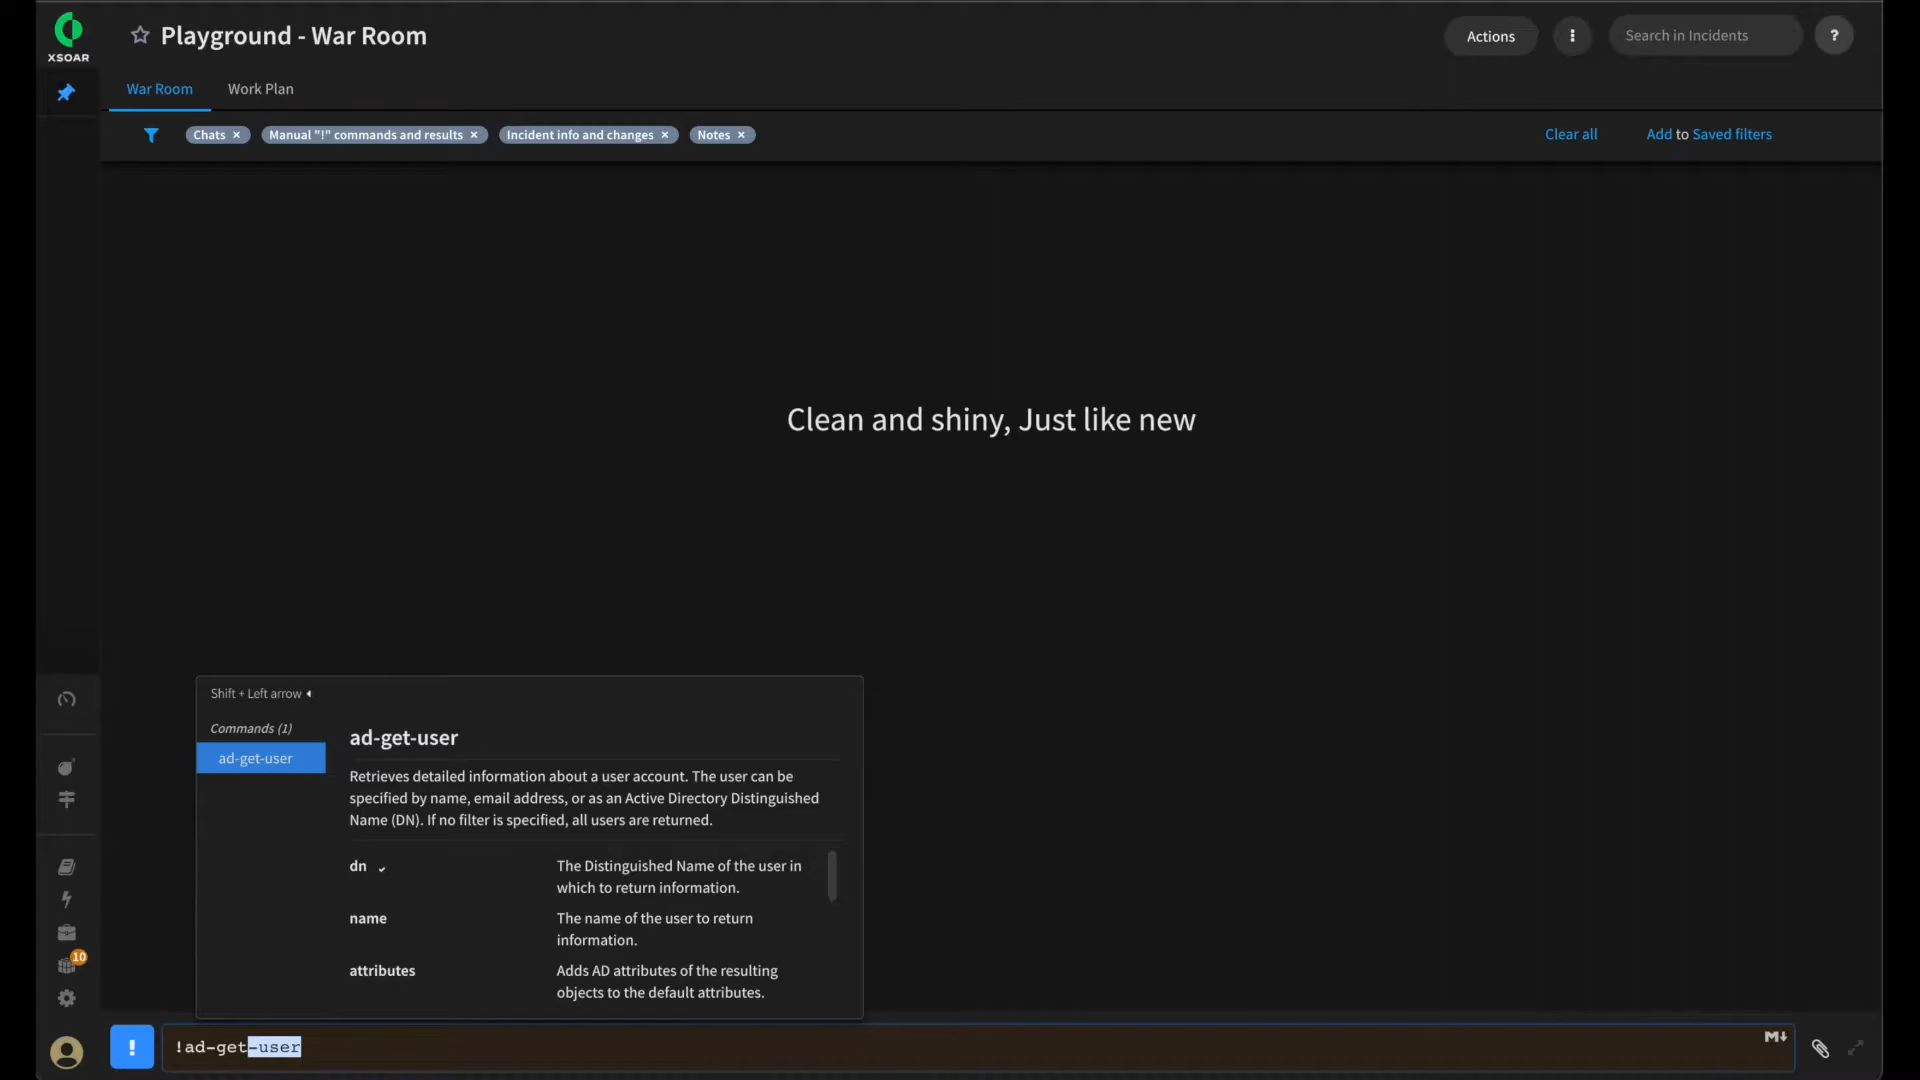 XSOAR
Playground - War Room
Actions
Search in Incidents
?
War Room
Work Plan
Chats ×
Manual "!" commands and results ×
Incident info and changes ×
Notes ×
Clear all
Add to Saved filters
Clean and shiny, Just like new
Shift + Left arrow
Commands (1)
ad-get-user
ad-get-user
Retrieves detailed information about a user account. The user can be
specified by name, email address, or as an Active Directory Distinguished
Name (DN). If no filter is specified, all users are returned.
dn
The Distinguished Name of the user in
which to return information.
name
The name of the user to return
information.
attributes
Adds AD attributes of the resulting
objects to the default attributes.
10
!
!ad-get-user
M↓